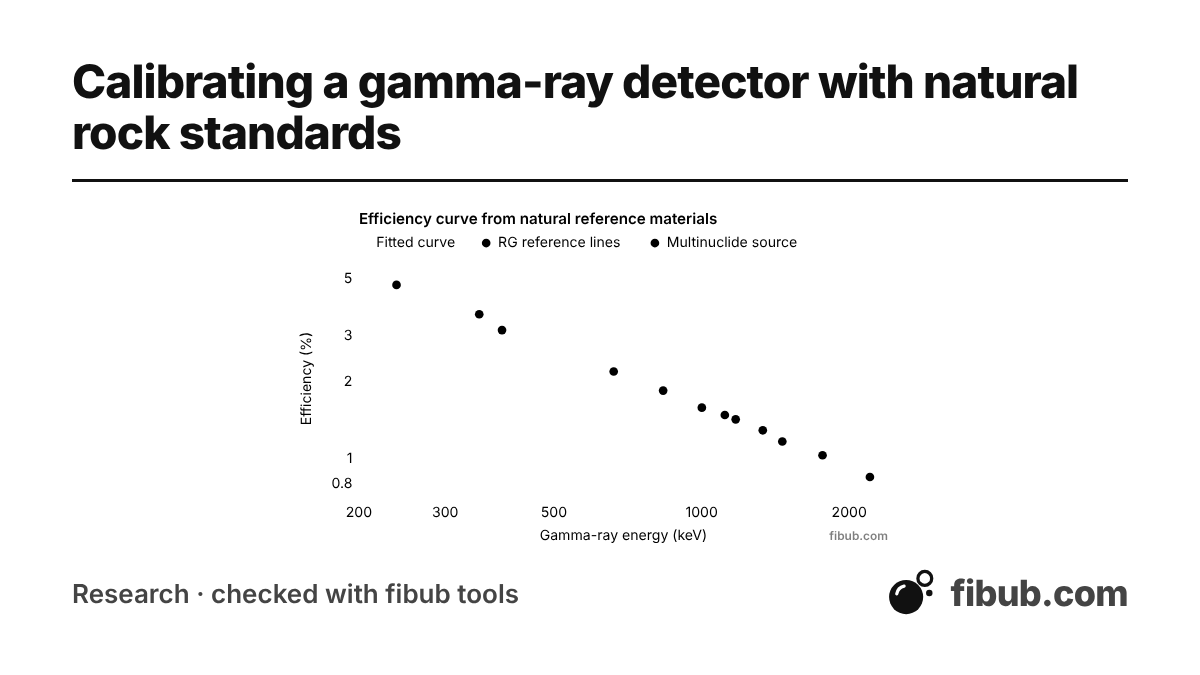 Calibrating a gamma-ray detector with natural
rock standards
Efficiency curve from natural reference materials
Fitted curve
RG reference lines
Multinuclide source
5
3
2
1
0.8
Efficiency (%)
200
300
500
1000
2000
Gamma-ray energy (keV)
fibub.com
Research · checked with fibub tools
fibub.com